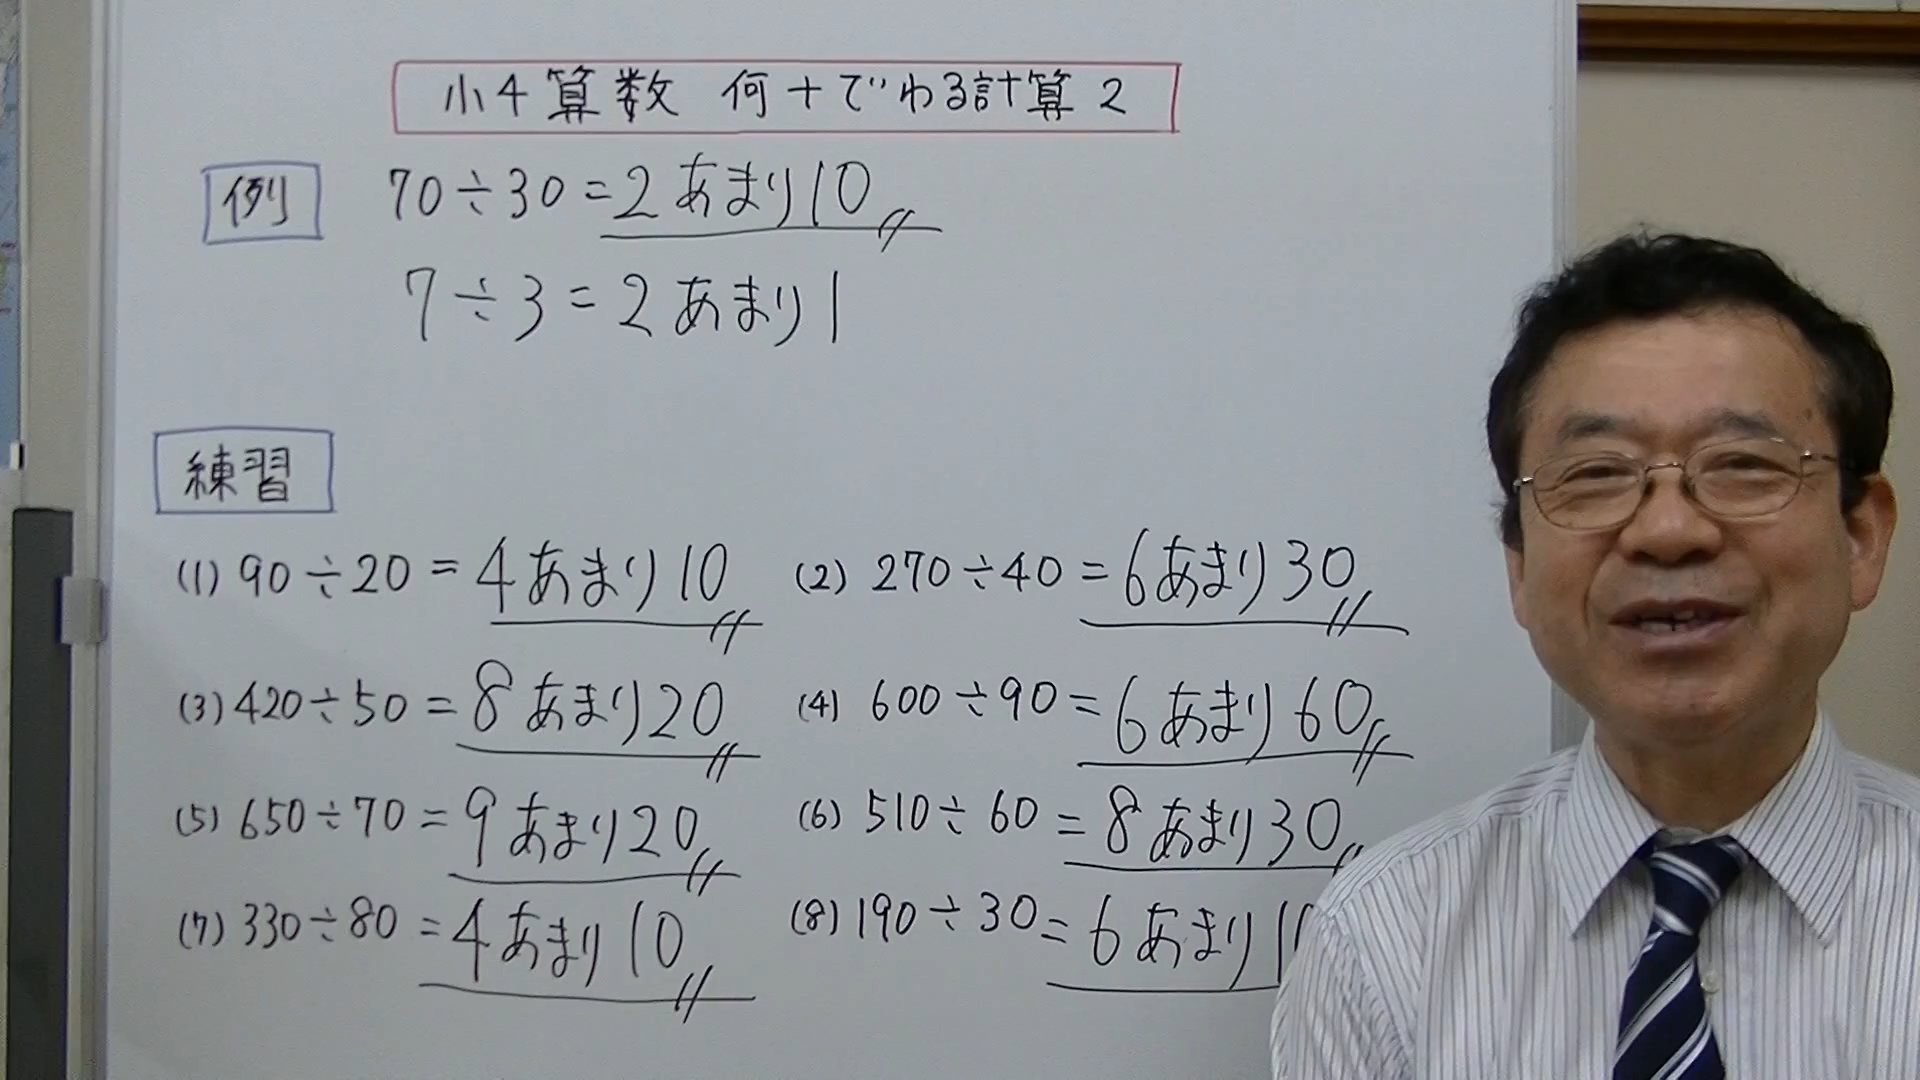 小4算数 何十でわる計算2
例 70÷30=2あまり10
7÷3=2あまり1
練習
(1) 90÷20=4あまり10 (2) 270÷40=6あまり30
(3) 420÷50=8あまり20 (4) 600÷90=6あまり60
(5) 650÷70=9あまり20 (6) 510÷60=8あまり30
(7) 330÷80=4あまり10 (8) 190÷30=6あまり10